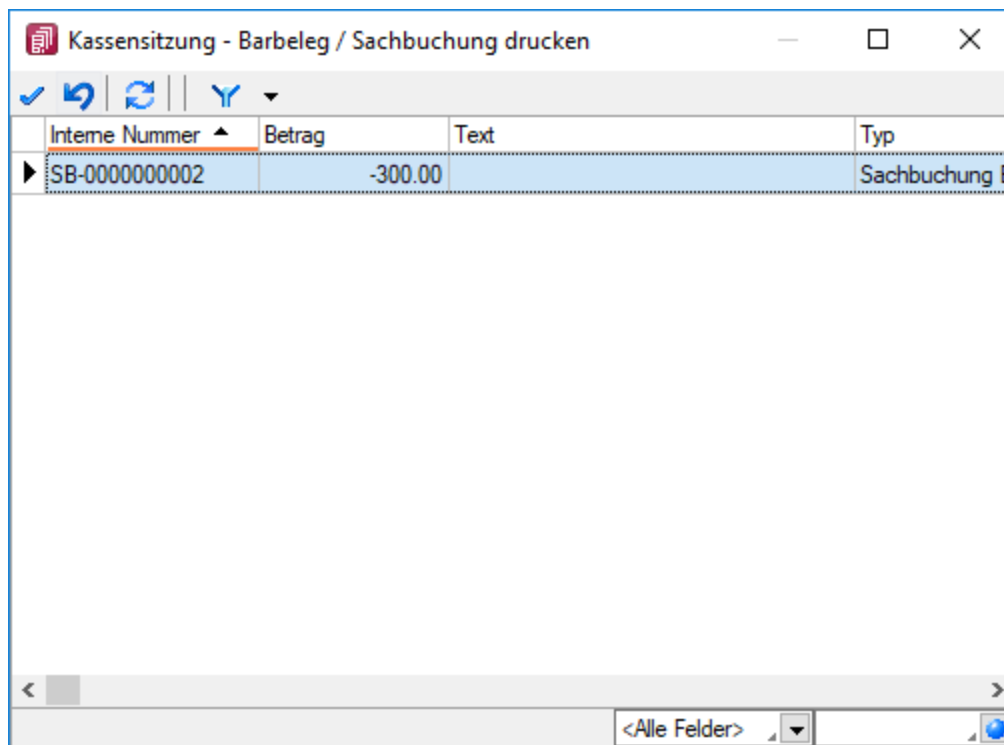 Kassensitzung - Barbeleg / Sachbuchung drucken
Interne Nummer Betrag Text Typ
SB-0000000002 -300.00 Sachbuchung
<Alle Felder>